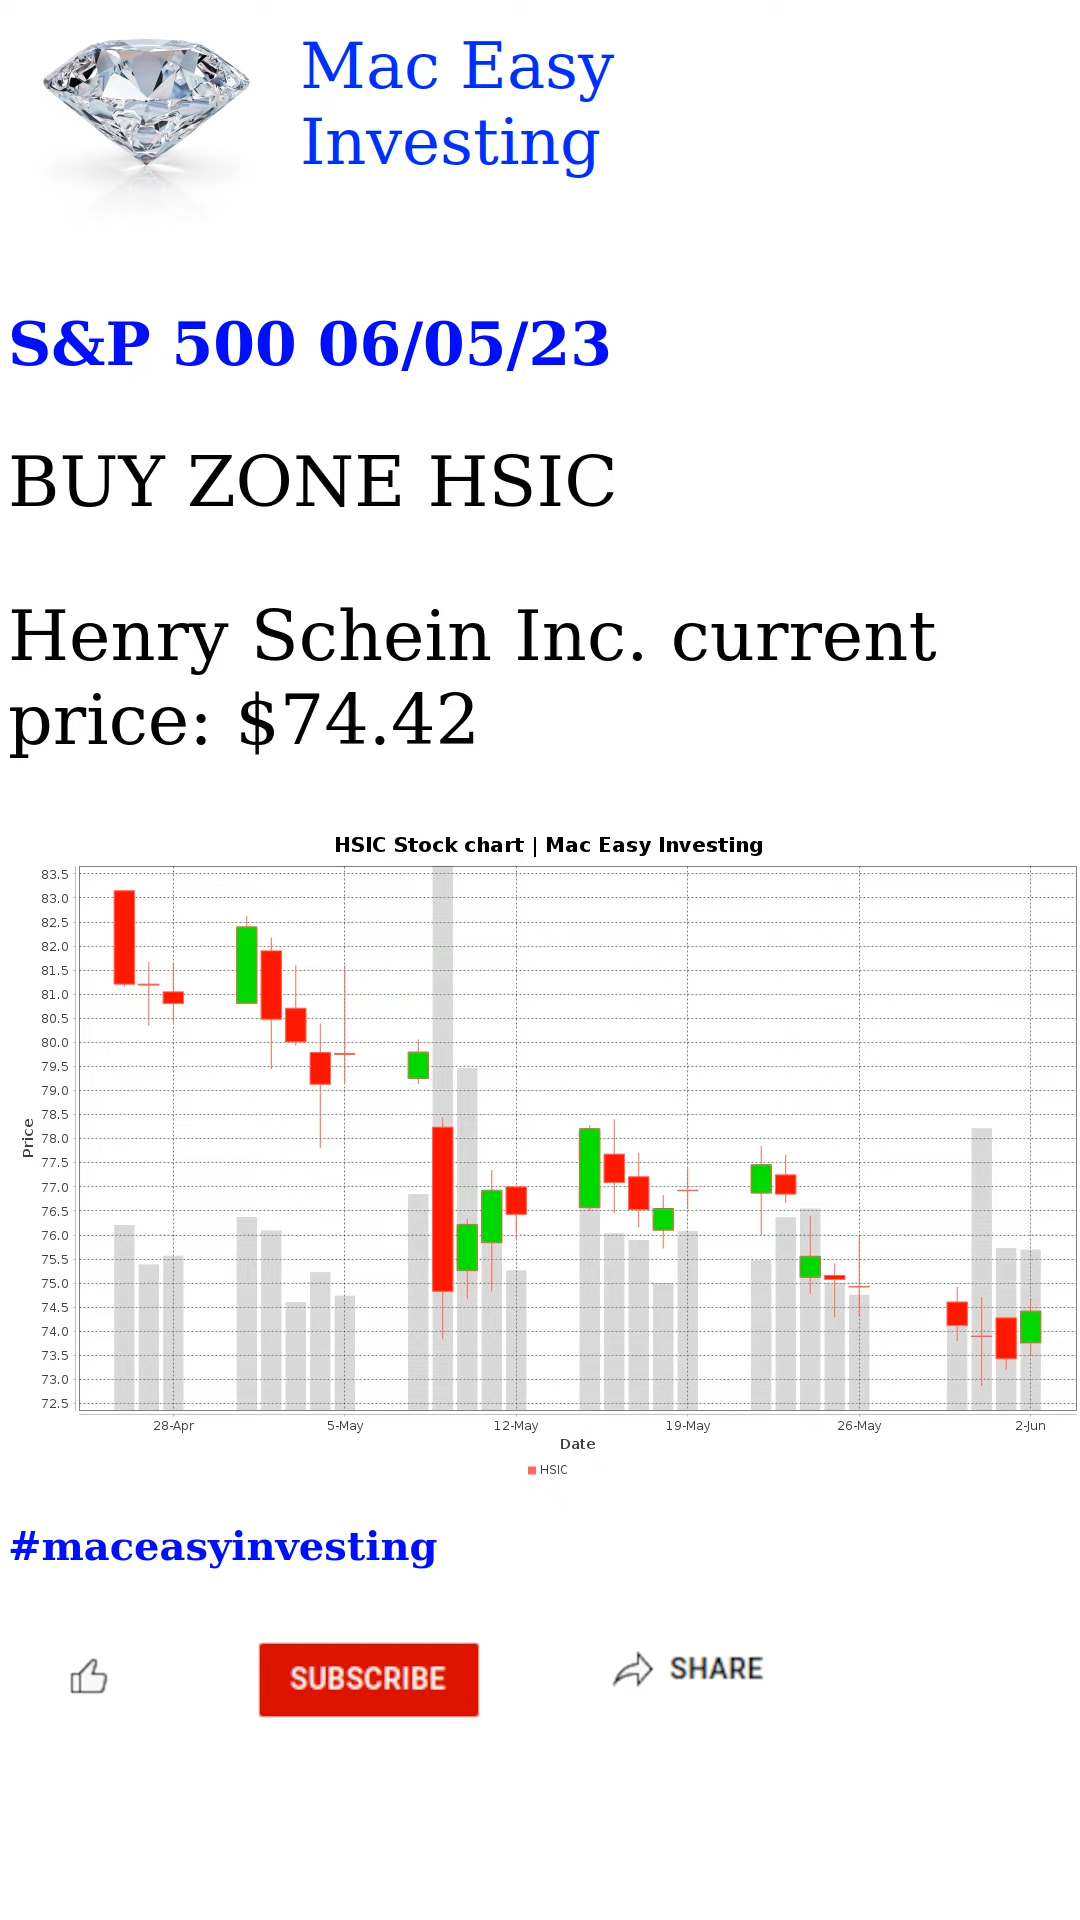 Mac Easy
Investing
S&P 500 06/05/23
BUY ZONE HSIC
Henry Schein Inc. current
price: $74.42
HSIC Stock chart | Mac Easy Investing
83.5
83.0
82.5
82.0
81.5
81.0
80.5
80.0
79.5
79.0
78.5
78.0
77.5
77.0
76.5
76.0
75.5
75.0
74.5
74.0
73.5
73.0
72.5
Price
28-Apr 5-May 12-May 19-May 26-May 2-Jun
Date
HSIC
#maceasyinvesting
SUBSCRIBE SHARE